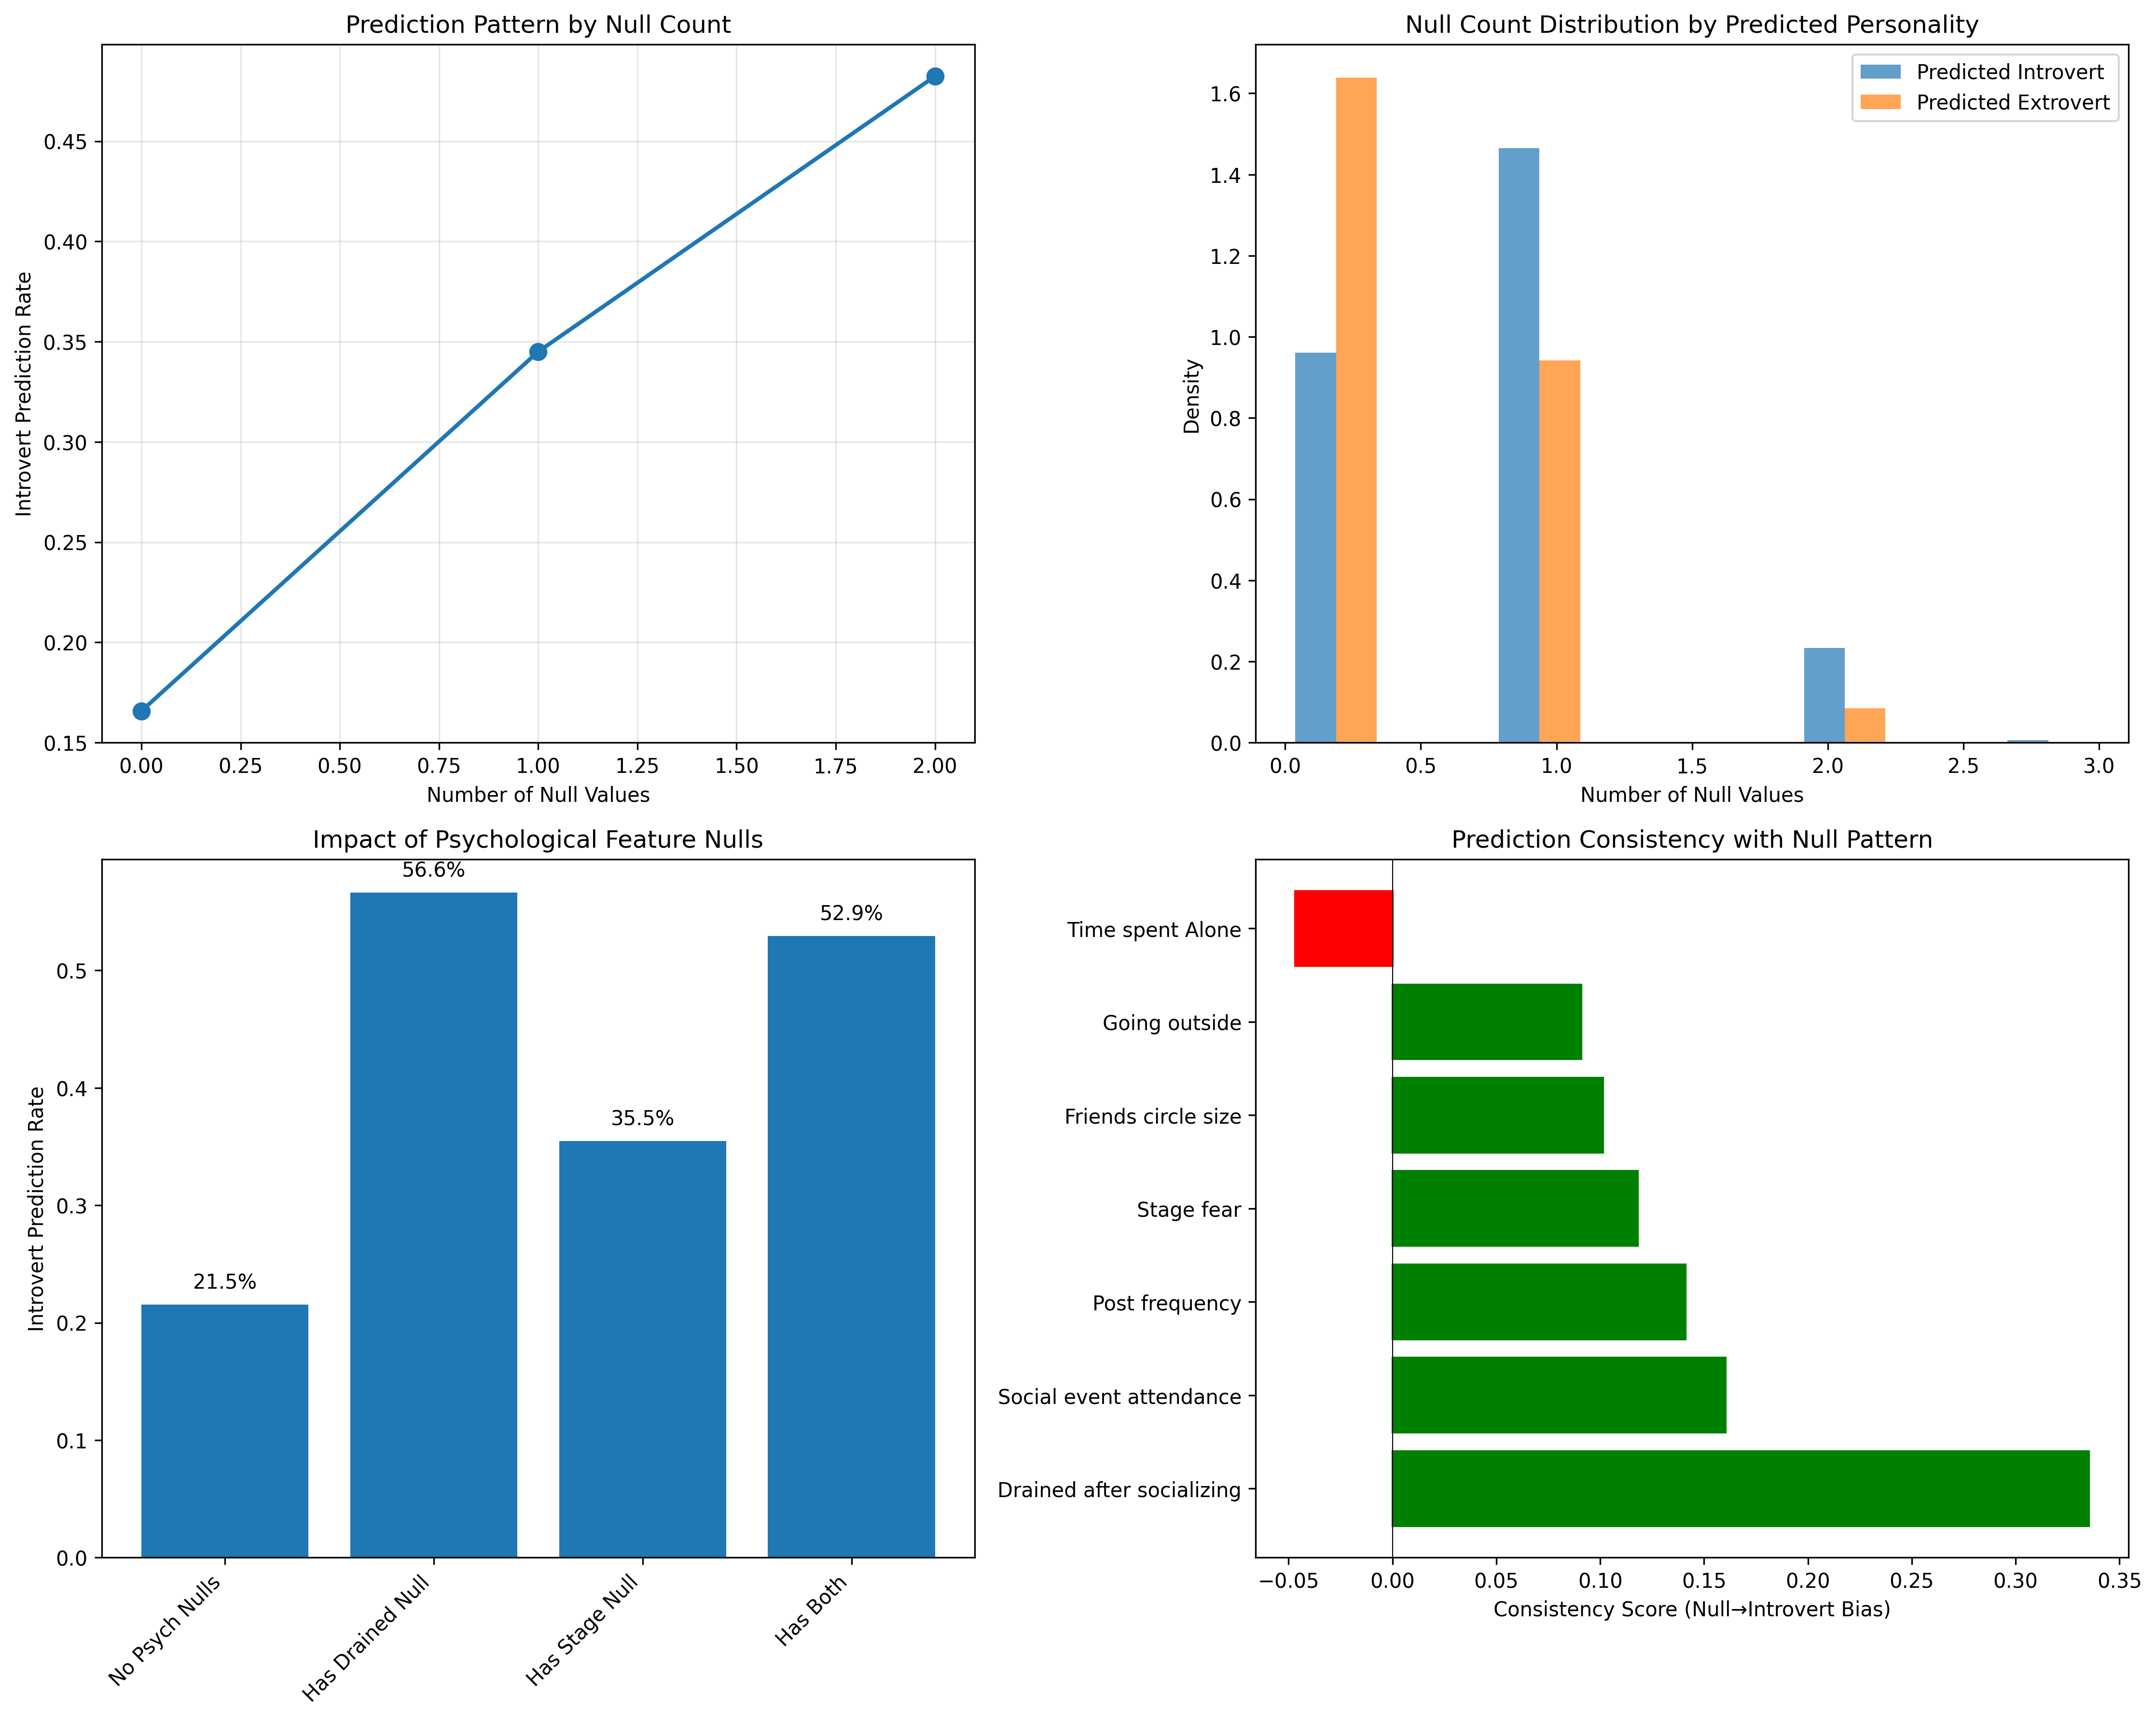 Prediction Pattern by Null Count
Introvert Prediction Rate
0.45
0.40
0.35
0.30
0.25
0.20
0.15
0.00 0.25 0.50 0.75 1.00 1.25 1.50 1.75 2.00
Number of Null Values
Null Count Distribution by Predicted Personality
Predicted Introvert
Predicted Extrovert
Density
1.6
1.4
1.2
1.0
0.8
0.6
0.4
0.2
0.0
0.0 0.5 1.0 1.5 2.0 2.5 3.0
Number of Null Values
Impact of Psychological Feature Nulls
Introvert Prediction Rate
0.5
0.4
0.3
0.2
0.1
0.0
21.5%
56.6%
35.5%
52.9%
No Psych Nulls
Has Drained Null
Has Stage Null
Has Both
Prediction Consistency with Null Pattern
Time spent Alone
Going outside
Friends circle size
Stage fear
Post frequency
Social event attendance
Drained after socializing
−0.05 0.00 0.05 0.10 0.15 0.20 0.25 0.30 0.35
Consistency Score (Null→Introvert Bias)